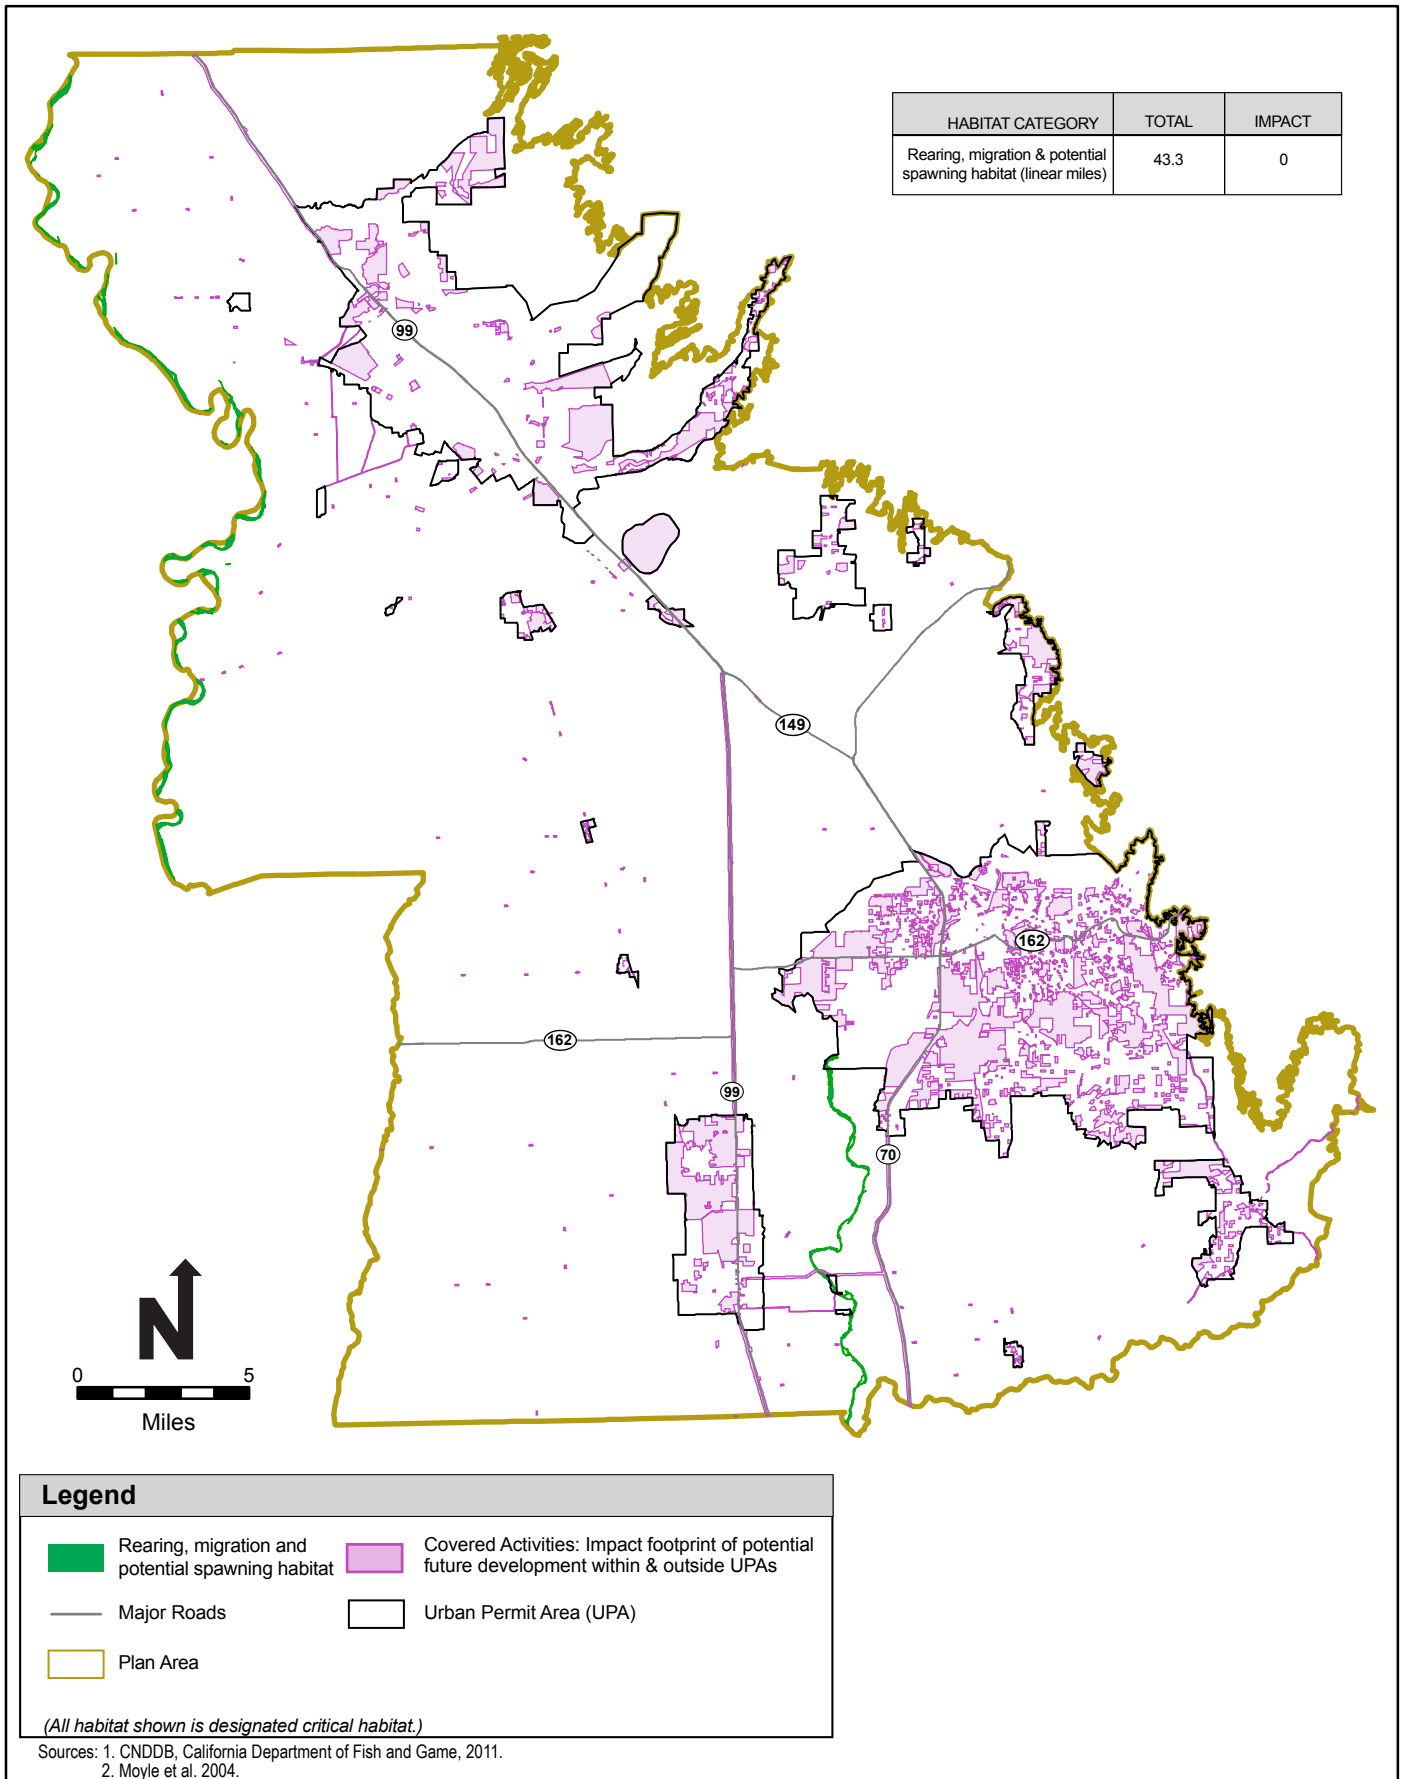 HABITAT CATEGORY TOTAL IMPACT
Rearing, migration & potential
spawning habitat (linear miles) 43.3 0
99
149
162
162
99
70
N
0 5
Miles
Legend
Rearing, migration and
potential spawning habitat
Covered Activities: Impact footprint of potential
future development within & outside UPAs
Major Roads
Urban Permit Area (UPA)
Plan Area
(All habitat shown is designated critical habitat.)
Sources: 1. CNDDB, California Department of Fish and Game, 2011.
2. Moyle et al. 2004.